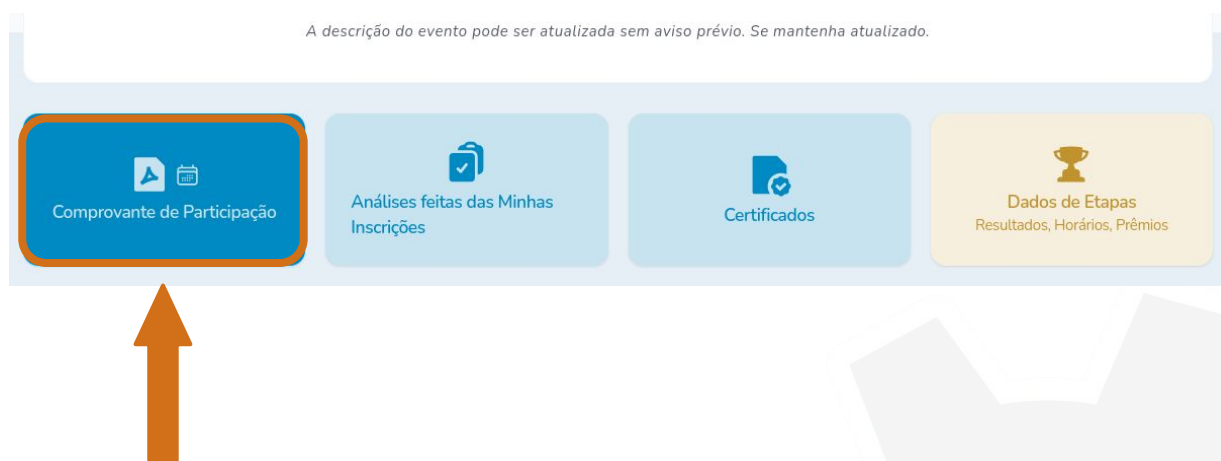 A descrição do evento pode ser atualizada sem aviso prévio. Se mantenha atualizado.
Comprovante de Participação
Análises feitas das Minhas
Inscrições
Certificados
Dados de Etapas
Resultados, Horários, Prêmios